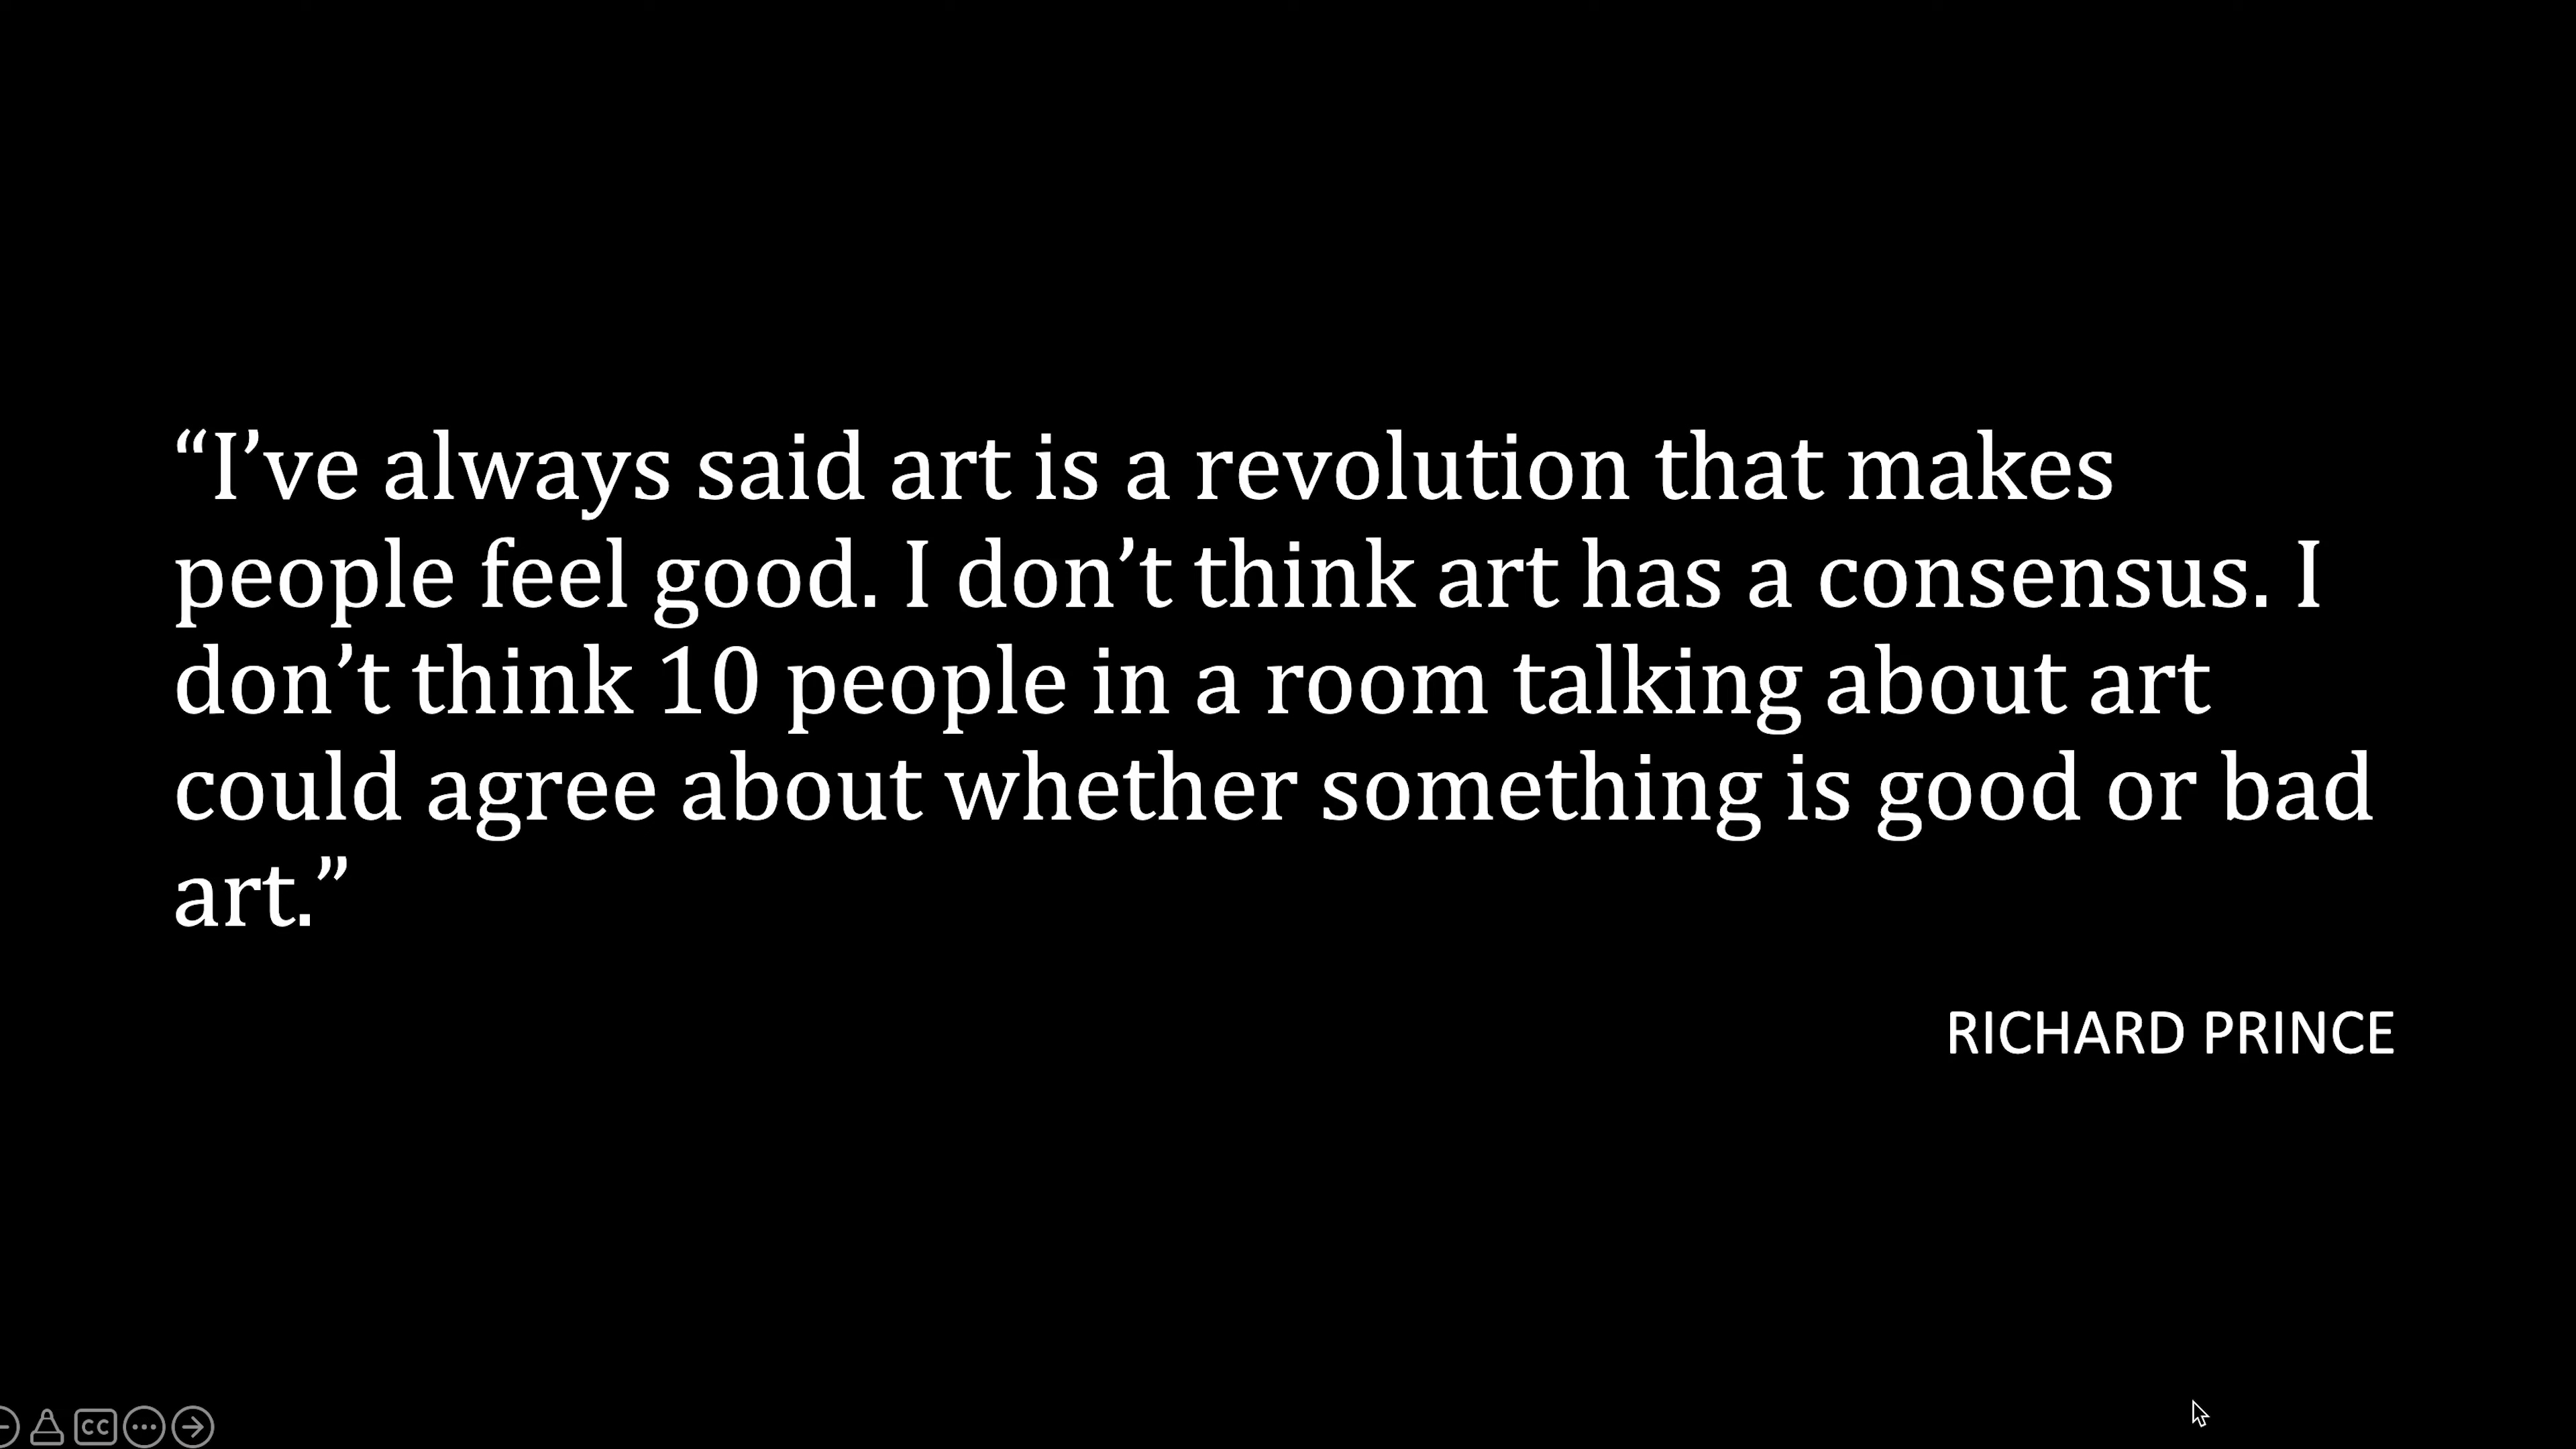 “I’ve always said art is a revolution that makes
people feel good. I don’t think art has a consensus. I
don’t think 10 people in a room talking about art
could agree about whether something is good or bad
art.”
RICHARD PRINCE
CC